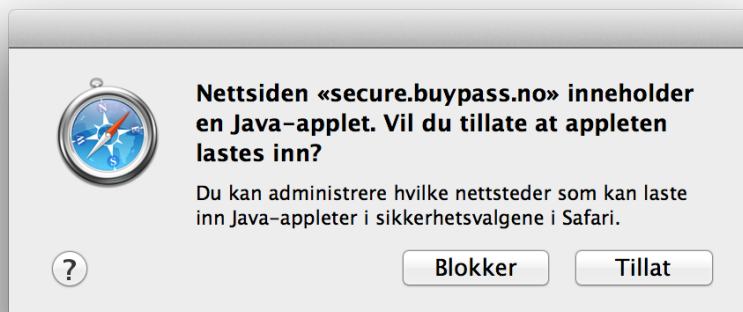 Nettsiden «secure.buypass.no» inneholder
en Java-applet. Vil du tillate at appleten
lastes inn?
Du kan administrere hvilke nettsteder som kan laste
inn Java-appleter i sikkerhetsvalgene i Safari.
? Blokker Tillat